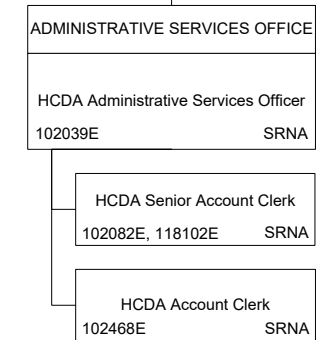 ADMINISTRATIVE SERVICES OFFICE
HCDA Administrative Services Officer
102039E SRNA
HCDA Senior Account Clerk
102082E, 118102E SRNA
HCDA Account Clerk
102468E SRNA